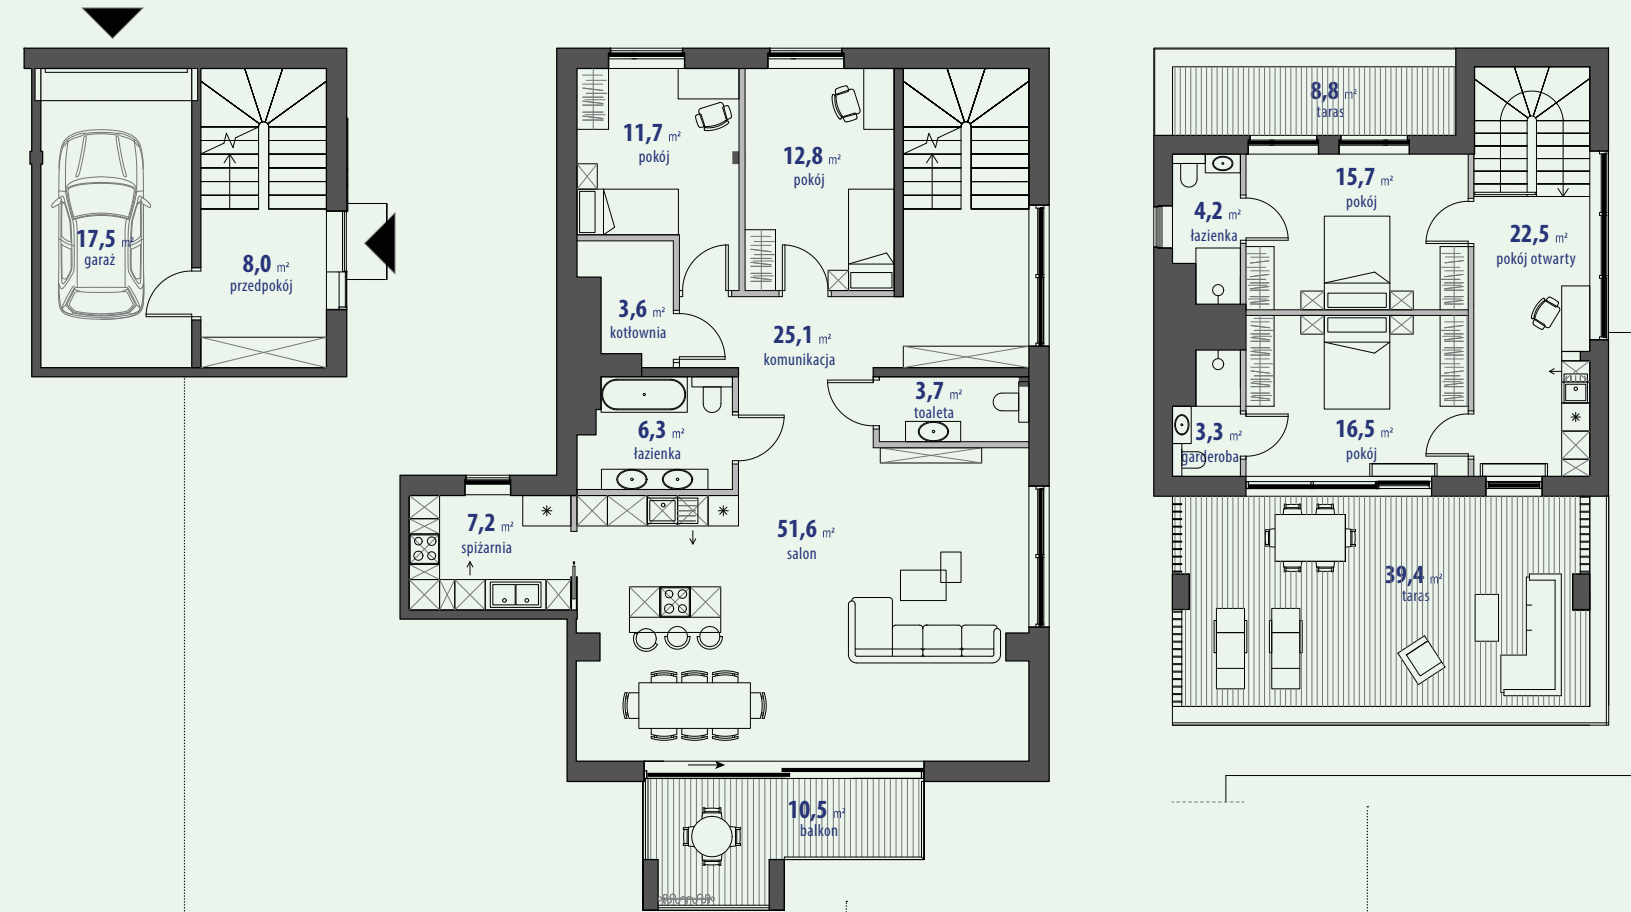 17,5 m²
garaż
8,0 m²
przedpokój
11,7 m²
pokój
12,8 m²
pokój
3,6 m²
kotłownia
25,1 m²
komunikacja
3,7 m²
toaleta
6,3 m²
łazienka
7,2 m²
spiżarnia
51,6 m²
salon
10,5 m²
balkon
8,8 m²
taras
15,7 m²
pokój
4,2 m²
łazienka
22,5 m²
pokój otwarty
3,3 m²
garderoba
16,5 m²
pokój
39,4 m²
taras